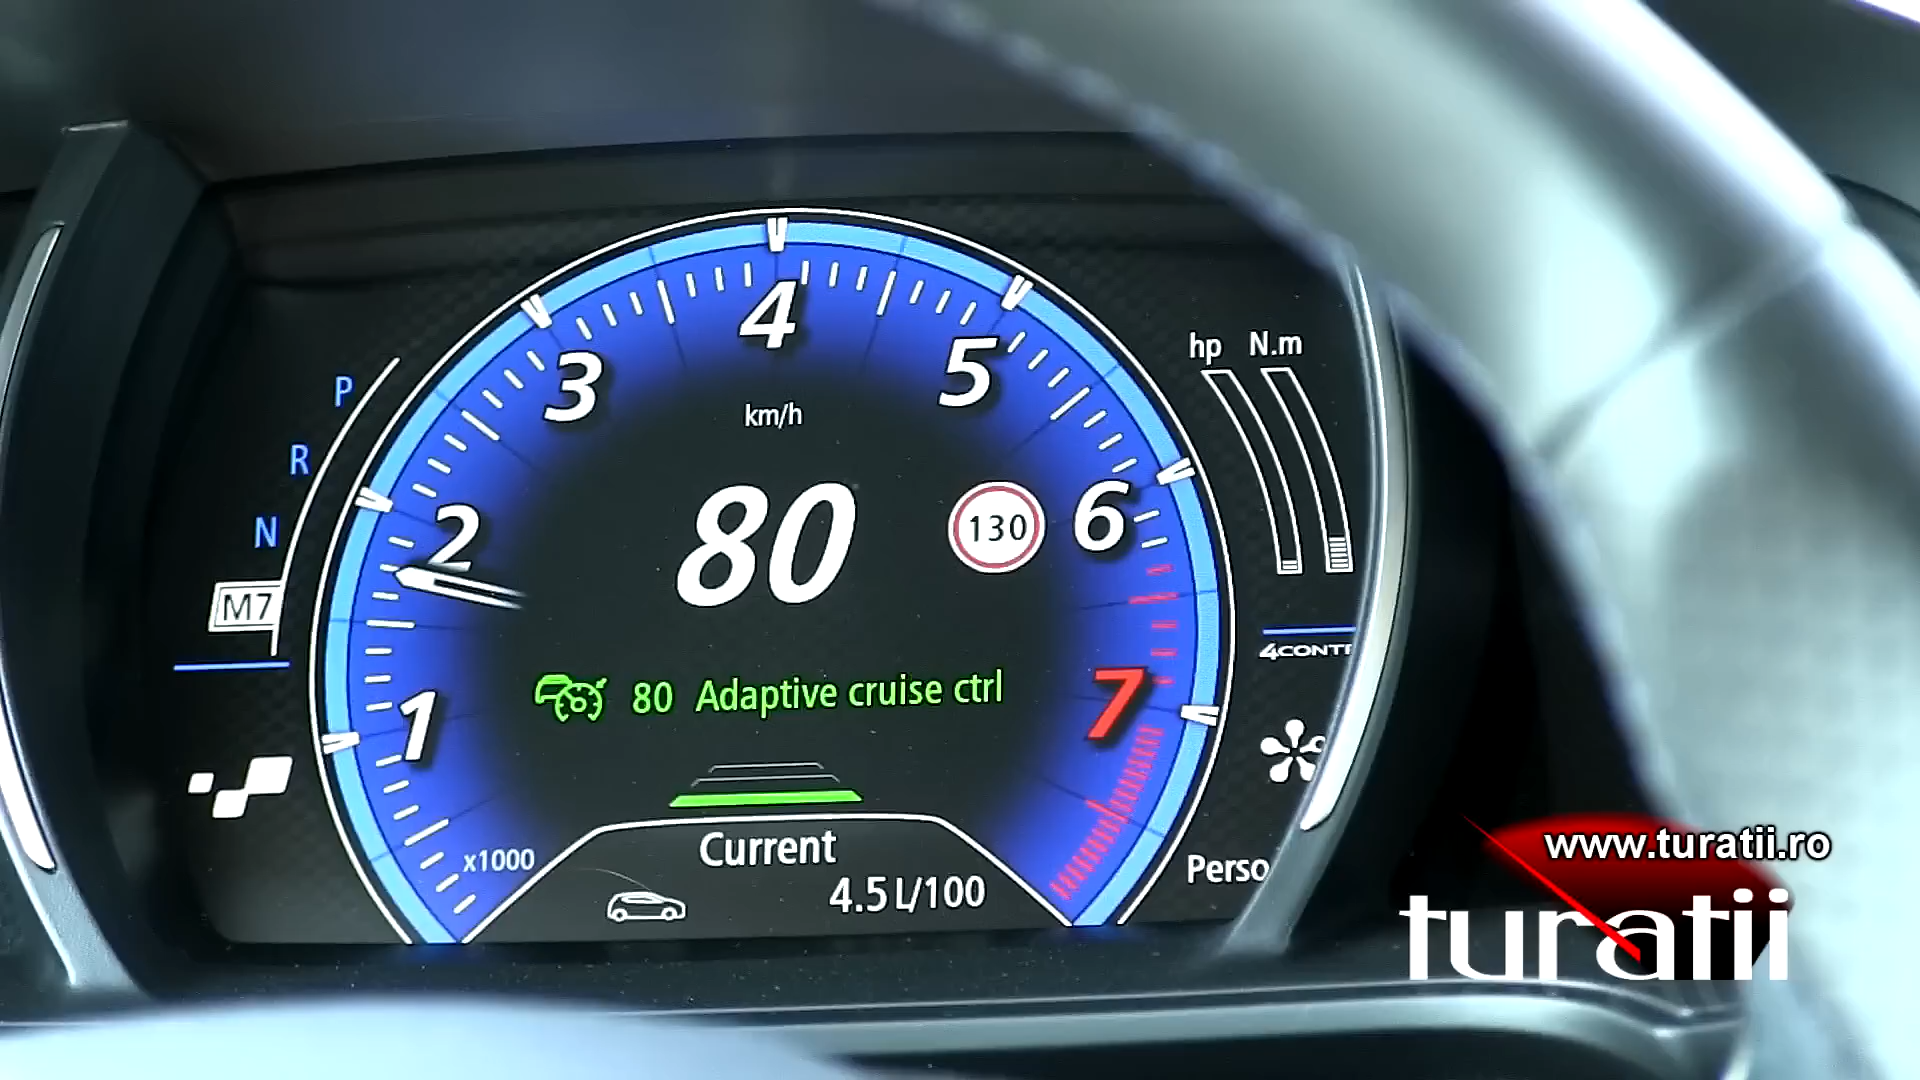 4
3
5
hp N.m
P
km/h
R
2
80
130
6
N
M7
4CONT
80 Adaptive cruise ctrl
1
7
x1000
Current
4.5 L/100
Perso
www.turatii.ro
turatii